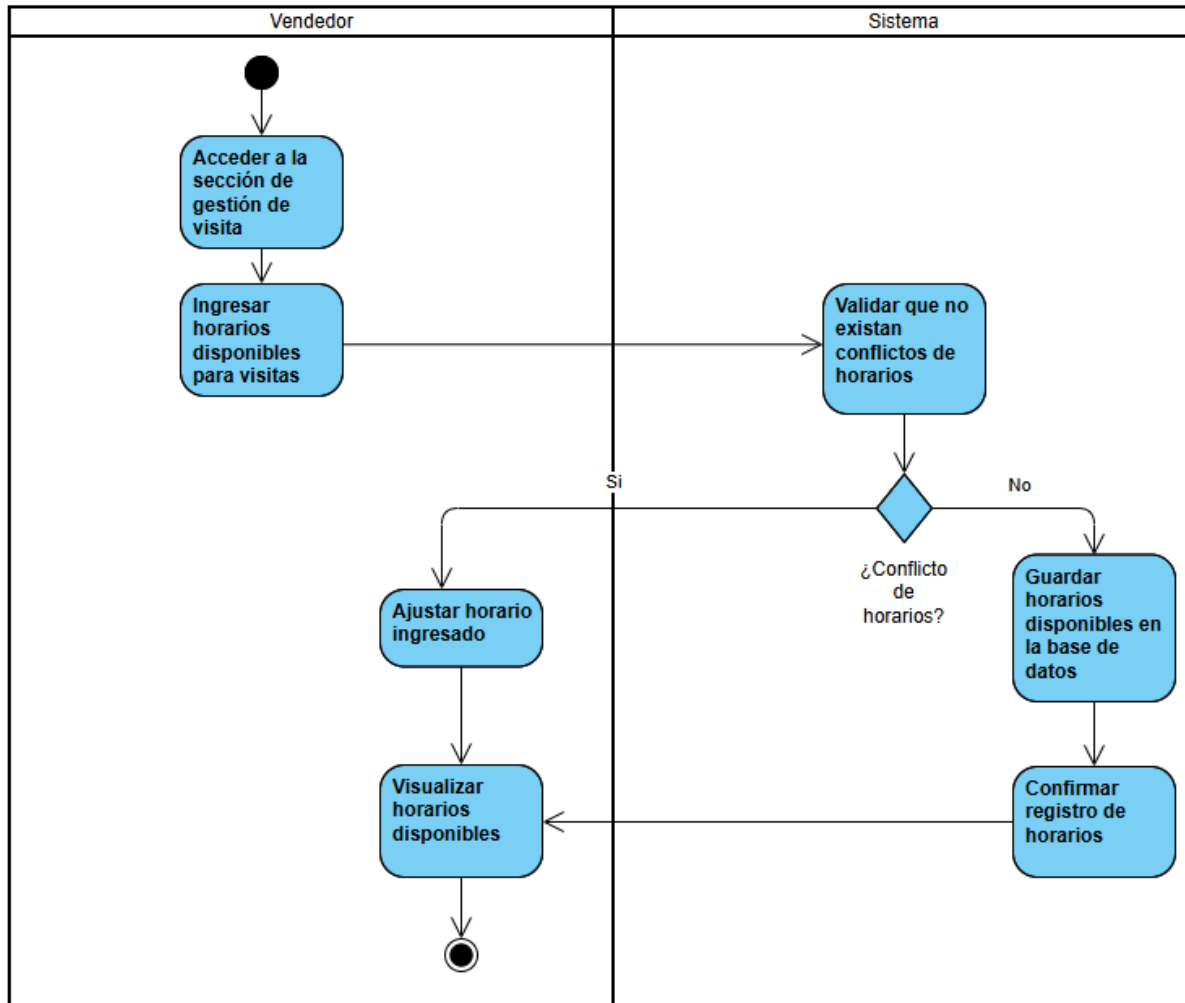 Vendedor
Sistema
Acceder a la
sección de
gestión de
visita
Ingresar
horarios
disponibles
para visitas
Validar que no
existan
conflictos de
horarios
Si
No
¿Conflicto
de
horarios?
Ajustar horario
ingresado
Guardar
horarios
disponibles en
la base de
datos
Visualizar
horarios
disponibles
Confirmar
registro de
horarios